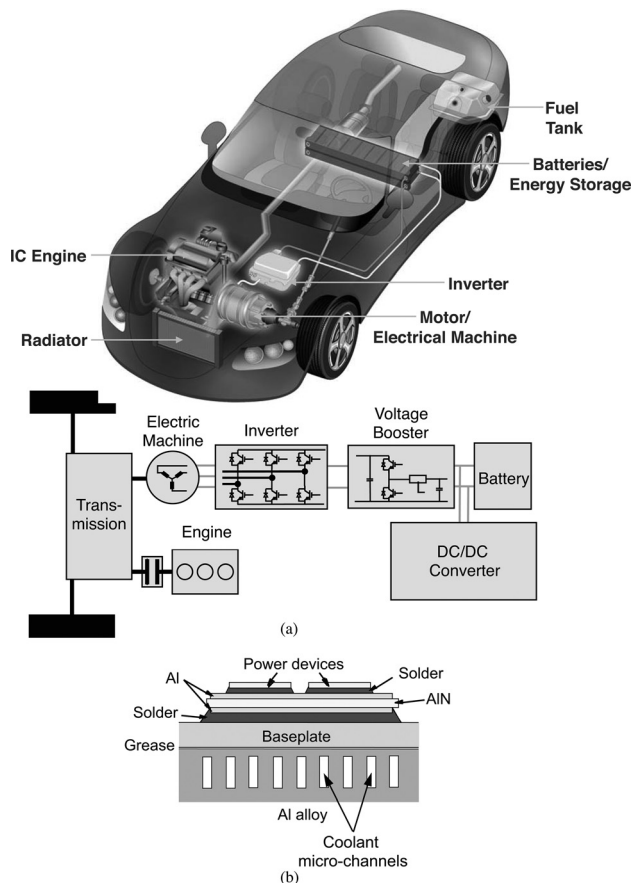 Fuel
Tank
Batteries/
Energy Storage
IC Engine
Inverter
Motor/
Electrical Machine
Radiator
Electric
Machine
Inverter
Voltage
Booster
Battery
Trans-
mission
Engine
DC/DC
Converter
(a)
Power devices
Solder
Al
AlN
Solder
Baseplate
Grease
Al alloy
Coolant
micro-channels
(b)